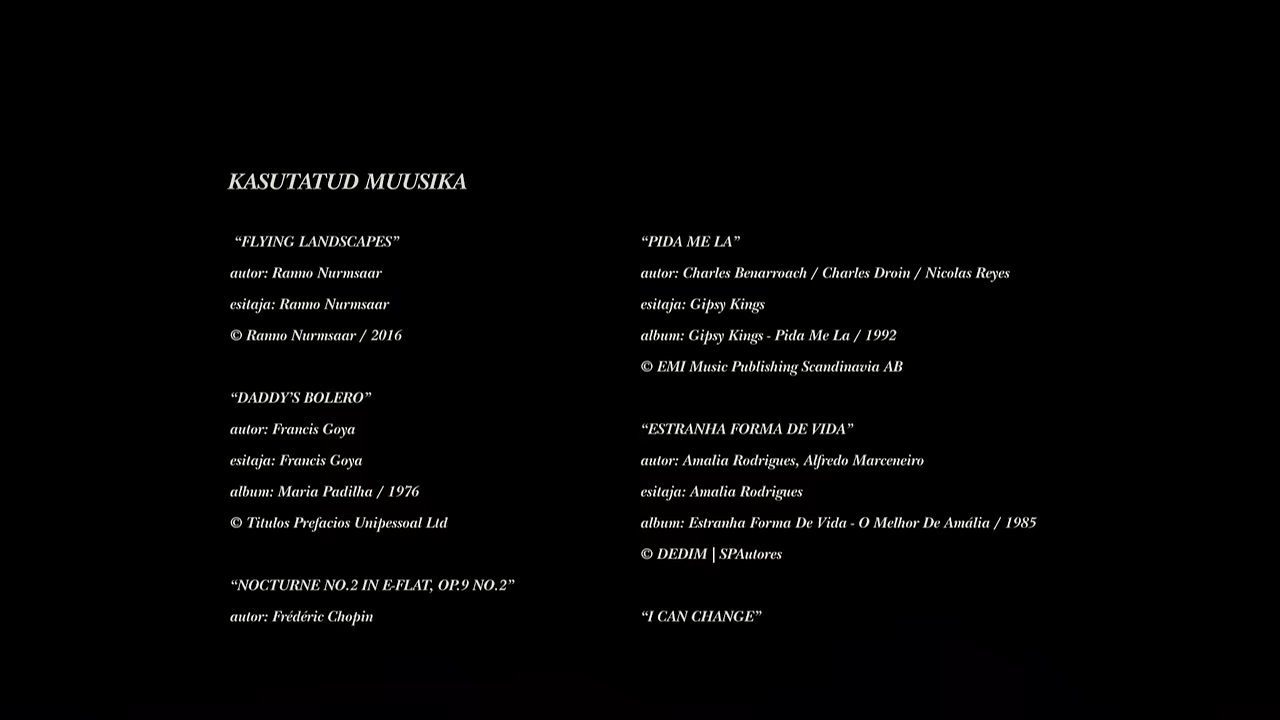 KASUTATUD MUUSIKA
“FLYING LANDSCAPES”
autor: Ranno Nurmsaar
esitaja: Ranno Nurmsaar
© Ranno Nurmsaar / 2016
“DADDY’S BOLERO”
autor: Francis Goya
esitaja: Francis Goya
album: Maria Padilha / 1976
© Titulos Prefacios Unipessoal Ltd
“NOCTURNE NO.2 IN E-FLAT, OP.9 NO.2”
autor: Frédéric Chopin
“PIDA ME LA”
autor: Charles Benarroach / Charles Droin / Nicolas Reyes
esitaja: Gipsy Kings
album: Gipsy Kings - Pida Me La / 1992
© EMI Music Publishing Scandinavia AB
“ESTRANHA FORMA DE VIDA”
autor: Amalia Rodrigues, Alfredo Marceneiro
esitaja: Amalia Rodrigues
album: Estranha Forma De Vida - O Melhor De Amália / 1985
© DEDIM | SPAutores
“I CAN CHANGE”